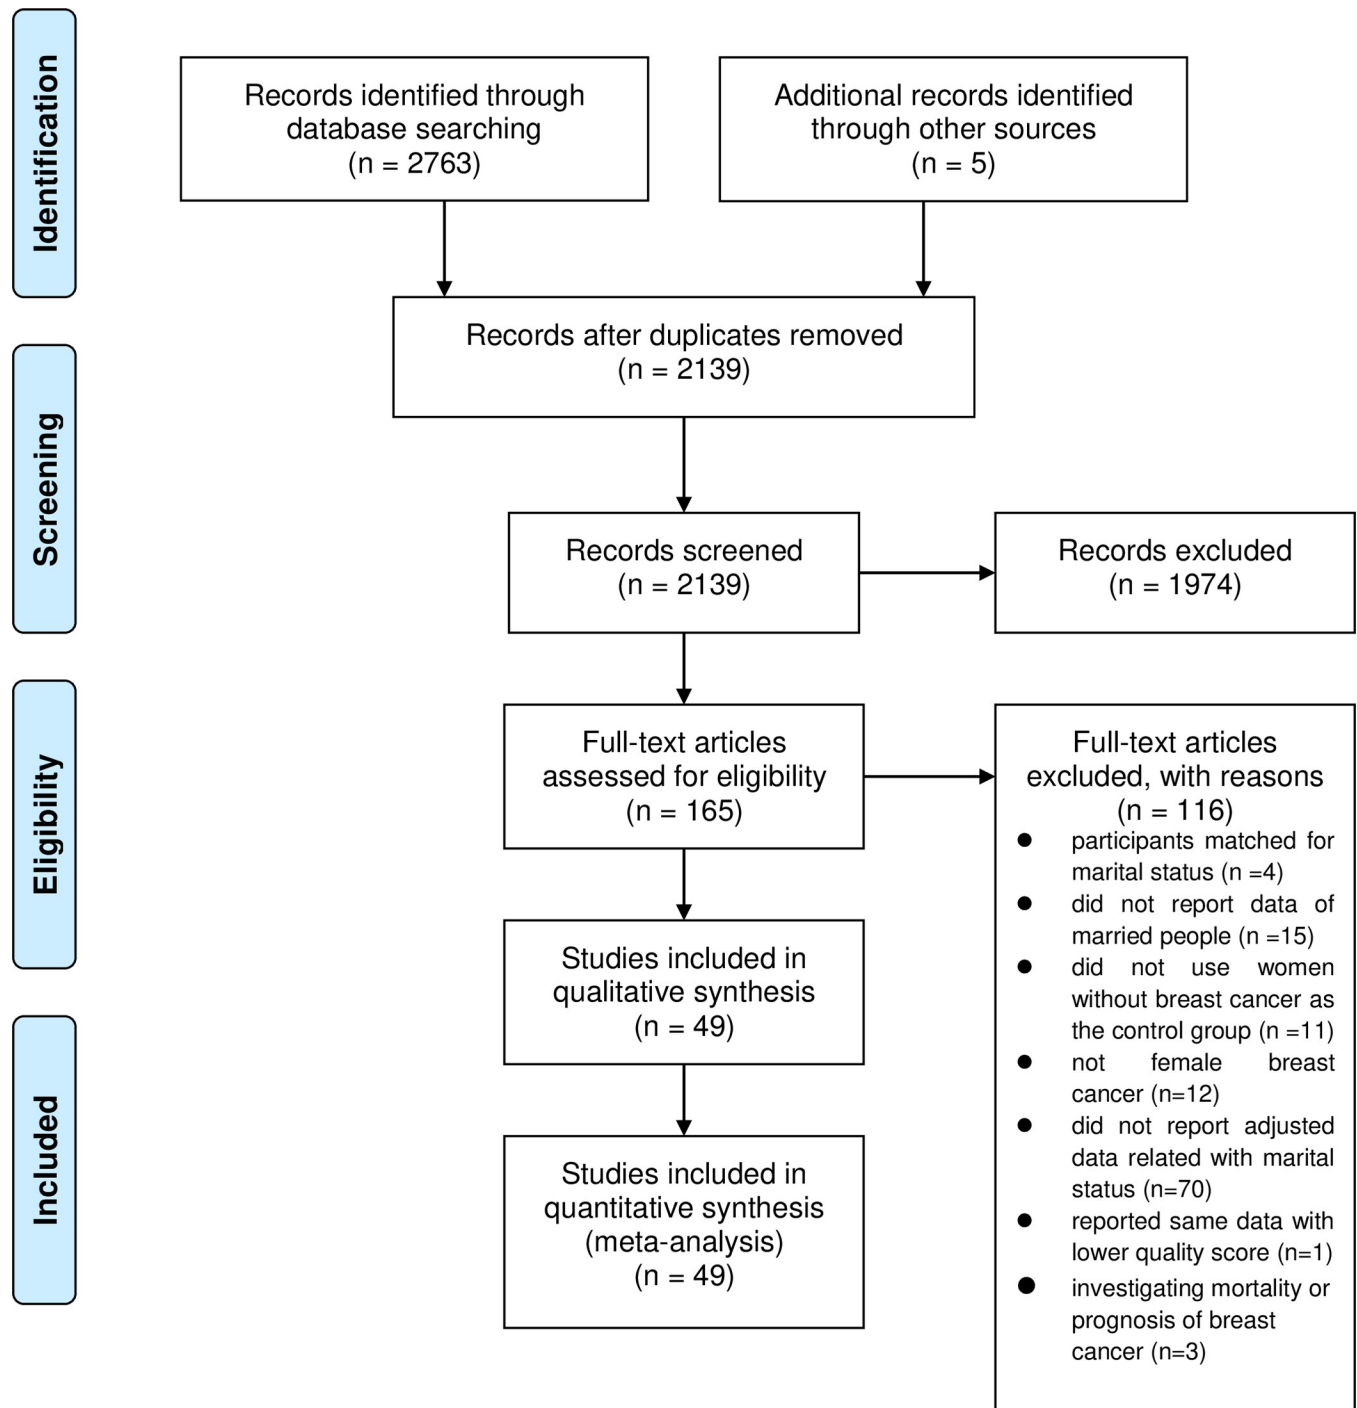 Identification
Records identified through
database searching
(n = 2763)
Additional records identified
through other sources
(n = 5)
Records after duplicates removed
(n = 2139)
Screening
Records screened
(n = 2139)
Records excluded
(n = 1974)
Eligibility
Full-text articles
assessed for eligibility
(n = 165)
Full-text articles
excluded, with reasons
(n = 116)
● participants matched for
marital status (n =4)
● did not report data of
married people (n =15)
● did not use women
without breast cancer as
the control group (n =11)
● not female breast
cancer (n=12)
● did not report adjusted
data related with marital
status (n=70)
● reported same data with
lower quality score (n=1)
● investigating mortality or
prognosis of breast
cancer (n=3)
Studies included in
qualitative synthesis
(n = 49)
Included
Studies included in
quantitative synthesis
(meta-analysis)
(n = 49)